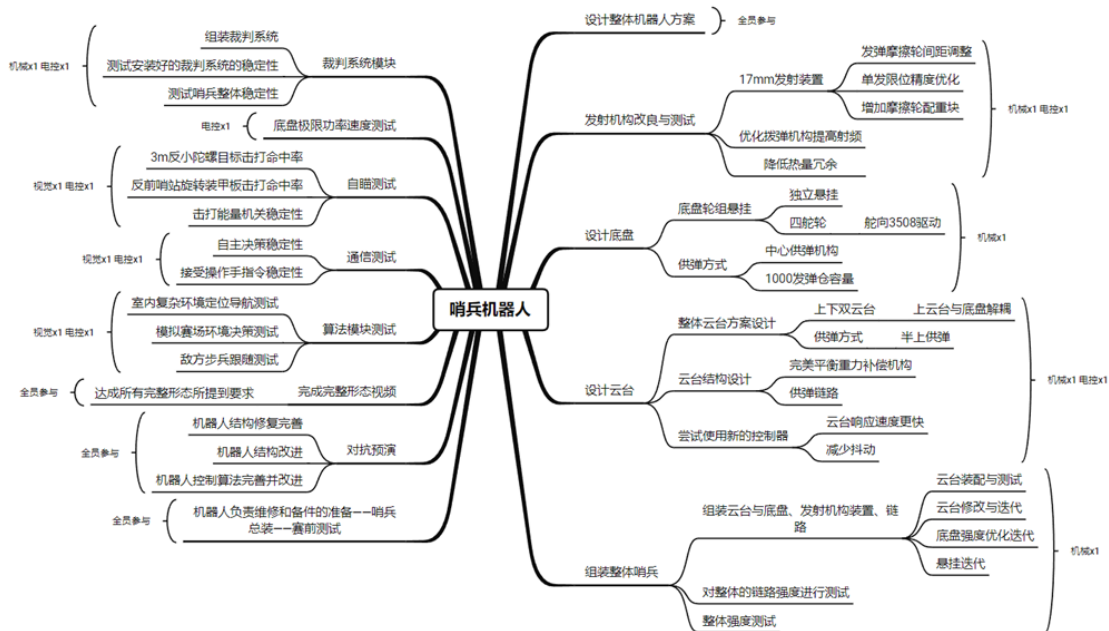 哨兵机器人
设计整体机器人方案
全员参与
发射机构改良与测试
17mm发射装置
发弹摩擦轮间距调整
单发限位精度优化
增加摩擦轮配重块
优化拨弹机构提高射频
降低热量冗余
机械x1 电控x1
设计底盘
底盘轮组悬挂
独立悬挂
四舵轮
舵向3508驱动
供弹方式
中心供弹机构
1000发弹仓容量
机械x1
设计云台
整体云台方案设计
上下双云台
上云台与底盘解耦
供弹方式
半上供弹
云台结构设计
完美平衡重力补偿机构
供弹链路
尝试使用新的控制器
云台响应速度更快
减少抖动
机械x1 电控x1
组装整体哨兵
组装云台与底盘、发射机构装置、链
路
云台装配与测试
云台修改与迭代
底盘强度优化迭代
悬挂迭代
对整体的链路强度进行测试
整体强度测试
机械x1
裁判系统模块
组装裁判系统
测试安装好的裁判系统的稳定性
测试哨兵整体稳定性
机械x1 电控x1
底盘极限功率速度测试
电控x1
自瞄测试
3m反小陀螺目标击打命中率
反前哨站旋转装甲板击打命中率
击打能量机关稳定性
视觉x1 电控x1
通信测试
自主决策稳定性
接受操作手指令稳定性
视觉x1 电控x1
算法模块测试
室内复杂环境定位导航测试
模拟赛场环境决策测试
敌方步兵跟随测试
视觉x1 电控x1
完成完整形态视频
达成所有完整形态所提到要求
全员参与
对抗预演
机器人结构修复完善
机器人结构改进
机器人控制算法完善并改进
全员参与
机器人负责维修和备件的准备——哨兵
总装——赛前测试
全员参与